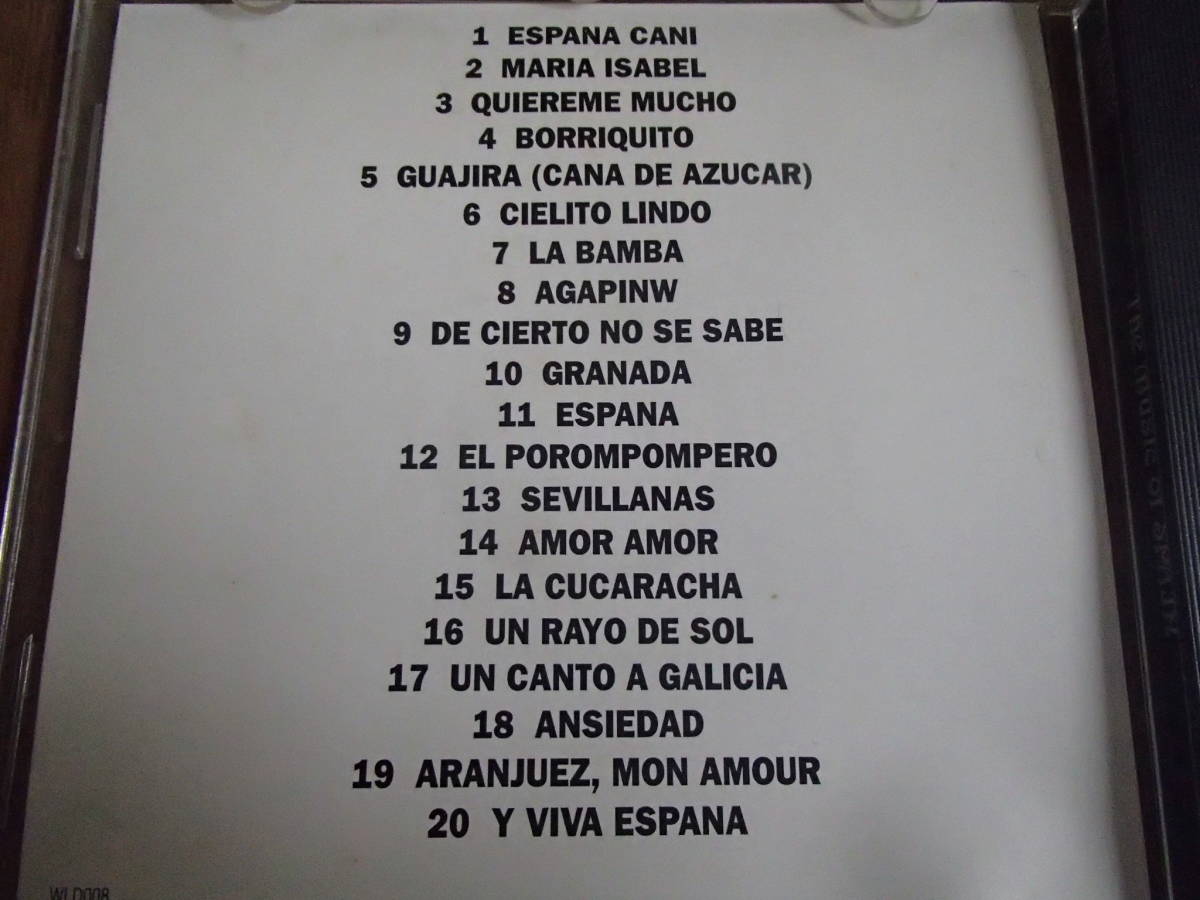 1 ESPANA CANI
2 MARIA ISABEL
3 QUIEREME MUCHO
4 BORRIQUITO
5 GUAJIRA (CANA DE AZUCAR)
6 CIELITO LINDO
7 LA BAMBA
8 AGAPINW
9 DE CIERTO NO SE SABE
10 GRANADA
11 ESPANA
12 EL POROMPOMPERO
13 SEVILLANAS
14 AMOR AMOR
15 LA CUCARACHA
16 UN RAYO DE SOL
17 UN CANTO A GALICIA
18 ANSIEDAD
19 ARANJUEZ, MON AMOUR
20 Y VIVA ESPANA
WLD008